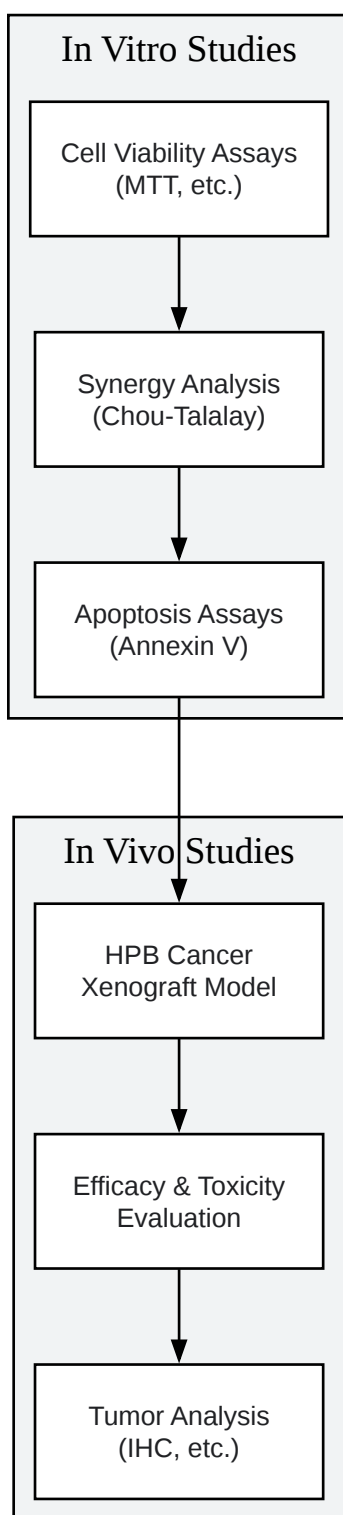 In Vitro Studies
Cell Viability Assays
(MTT, etc.)
Synergy Analysis
(Chou-Talalay)
Apoptosis Assays
(Annexin V)
In Vivo Studies
HPB Cancer
Xenograft Model
Efficacy & Toxicity
Evaluation
Tumor Analysis
(IHC, etc.)